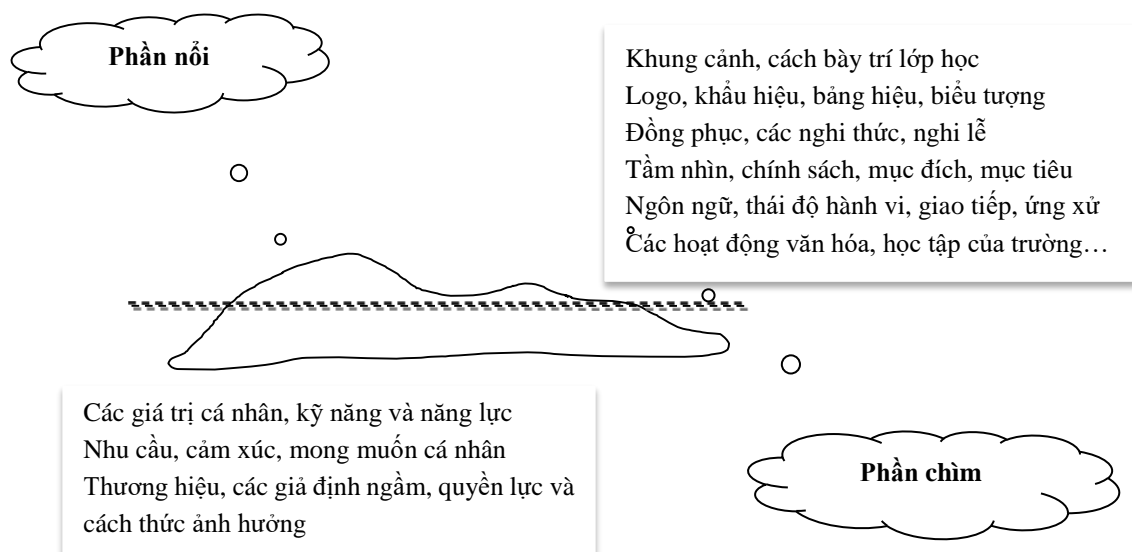 Phần nổi
Khung cảnh, cách bày trí lớp học
Logo, khẩu hiệu, bảng hiệu, biểu tượng
Đồng phục, các nghi thức, nghi lễ
Tầm nhìn, chính sách, mục đích, mục tiêu
Ngôn ngữ, thái độ hành vi, giao tiếp, ứng xử
Các hoạt động văn hóa, học tập của trường…
Các giá trị cá nhân, kỹ năng và năng lực
Nhu cầu, cảm xúc, mong muốn cá nhân
Thương hiệu, các giả định ngầm, quyền lực và
cách thức ảnh hưởng
Phần chìm